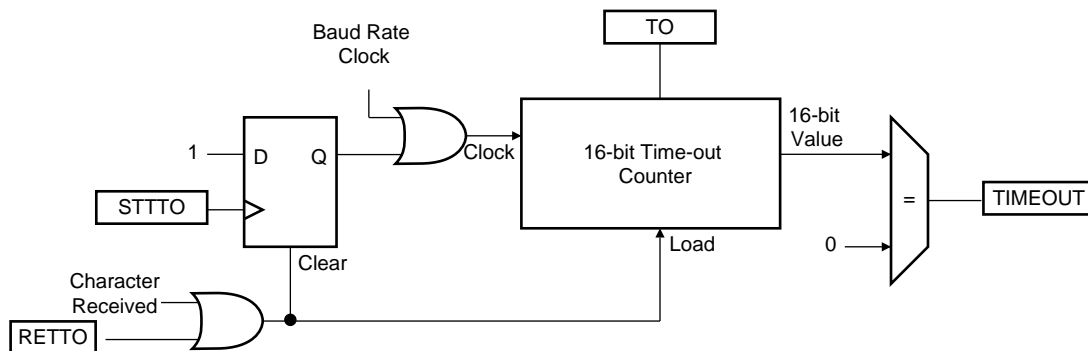 TO
Baud Rate
Clock
16-bit
Value
1
D
Q
Clock
16-bit Time-out
Counter
STTTO
=
TIMEOUT
Clear
Load
0
Character
Received
RETTO